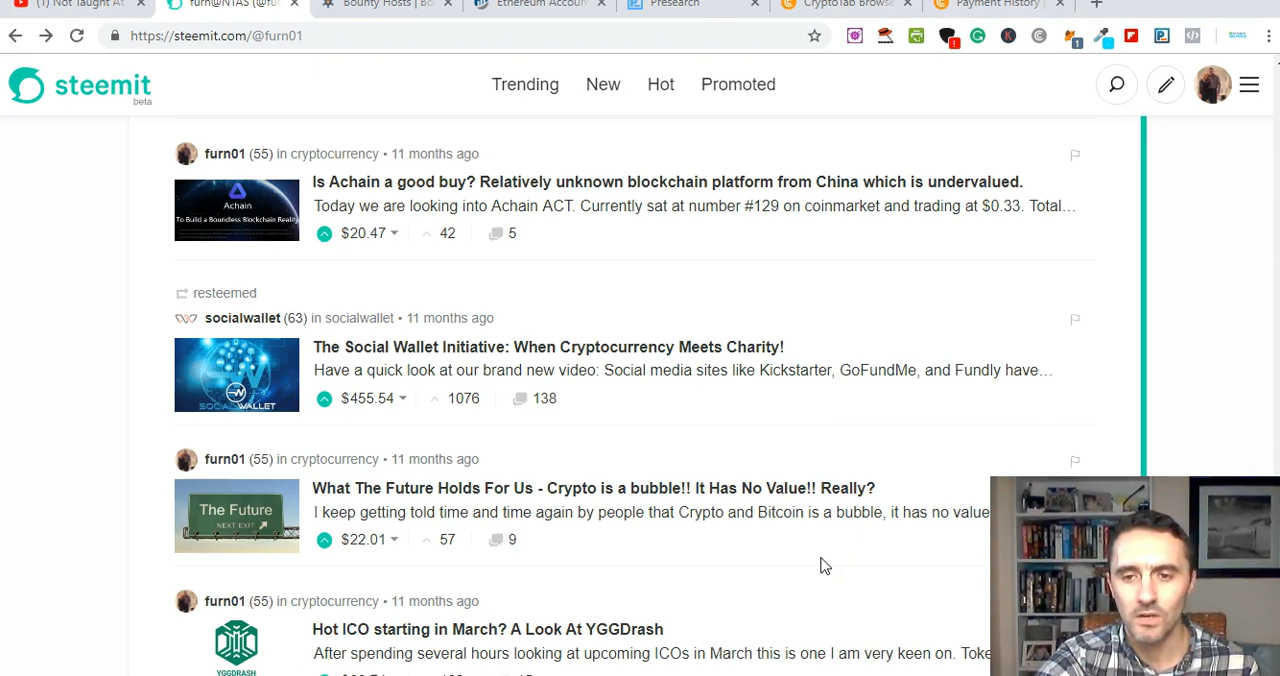 (1) Not Taught At
furn@NTAS (@fu
Bounty Hosts | Bo
Ethereum Accoun
Presearch
CryptoTab Browse
Payment History |
https://steemit.com/@furn01
steemit
beta
Trending
New
Hot
Promoted
furn01 (55) in cryptocurrency • 11 months ago
Is Achain a good buy? Relatively unknown blockchain platform from China which is undervalued.
Achain
To Build a Boundless Blockchain Reality
Today we are looking into Achain ACT. Currently sat at number #129 on coinmarket and trading at $0.33. Total…
$20.47
42
5
resteemed
socialwallet (63) in socialwallet • 11 months ago
The Social Wallet Initiative: When Cryptocurrency Meets Charity!
SOCIALWALLET
Have a quick look at our brand new video: Social media sites like Kickstarter, GoFundMe, and Fundly have…
$455.54
1076
138
furn01 (55) in cryptocurrency • 11 months ago
What The Future Holds For Us - Crypto is a bubble!! It Has No Value!! Really?
The Future
NEXT EXIT
I keep getting told time and time again by people that Crypto and Bitcoin is a bubble, it has no value
$22.01
57
9
furn01 (55) in cryptocurrency • 11 months ago
Hot ICO starting in March? A Look At YGGDrash
YGGDRASH
After spending several hours looking at upcoming ICOs in March this is one I am very keen on. Toke